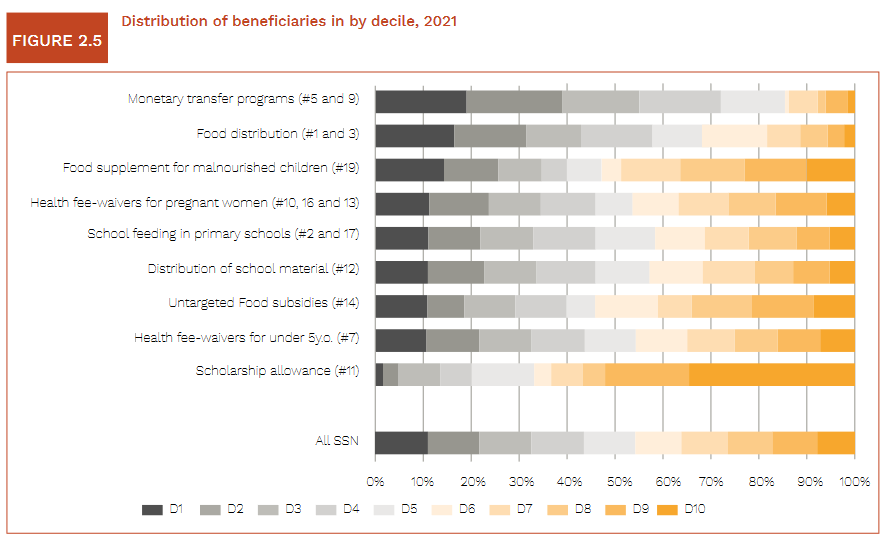 FIGURE 2.5
Distribution of beneficiaries in by decile, 2021
Monetary transfer programs (#5 and 9)
Food distribution (#1 and 3)
Food supplement for malnourished children (#19)
Health fee-waivers for pregnant women (#10, 16 and 13)
School feeding in primary schools (#2 and 17)
Distribution of school material (#12)
Untargeted Food subsidies (#14)
Health fee-waivers for under 5y.o. (#7)
Scholarship allowance (#11)
All SSN
0% 10% 20% 30% 40% 50% 60% 70% 80% 90% 100%
D1 D2 D3 D4 D5 D6 D7 D8 D9 D10